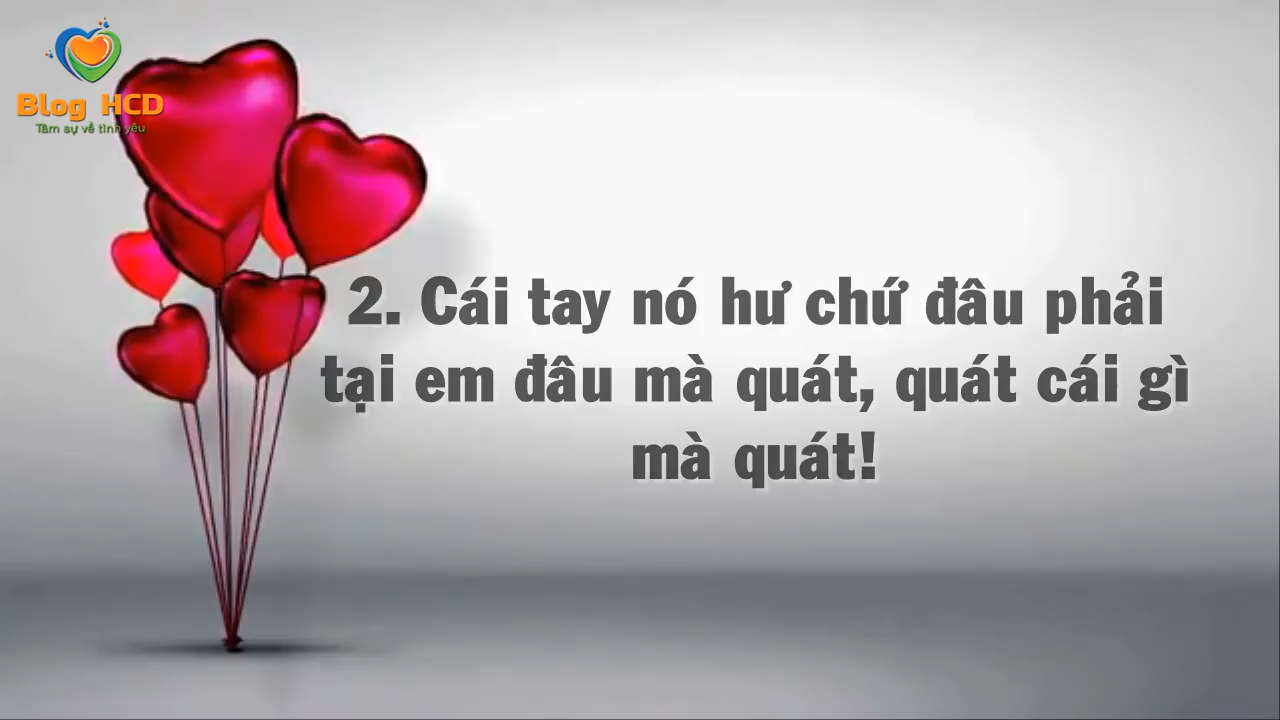 Blog HCD
Tâm sự về tình yêu
2. Cái tay nó hư chứ đâu phải
tại em đâu mà quát, quát cái gì
mà quát!